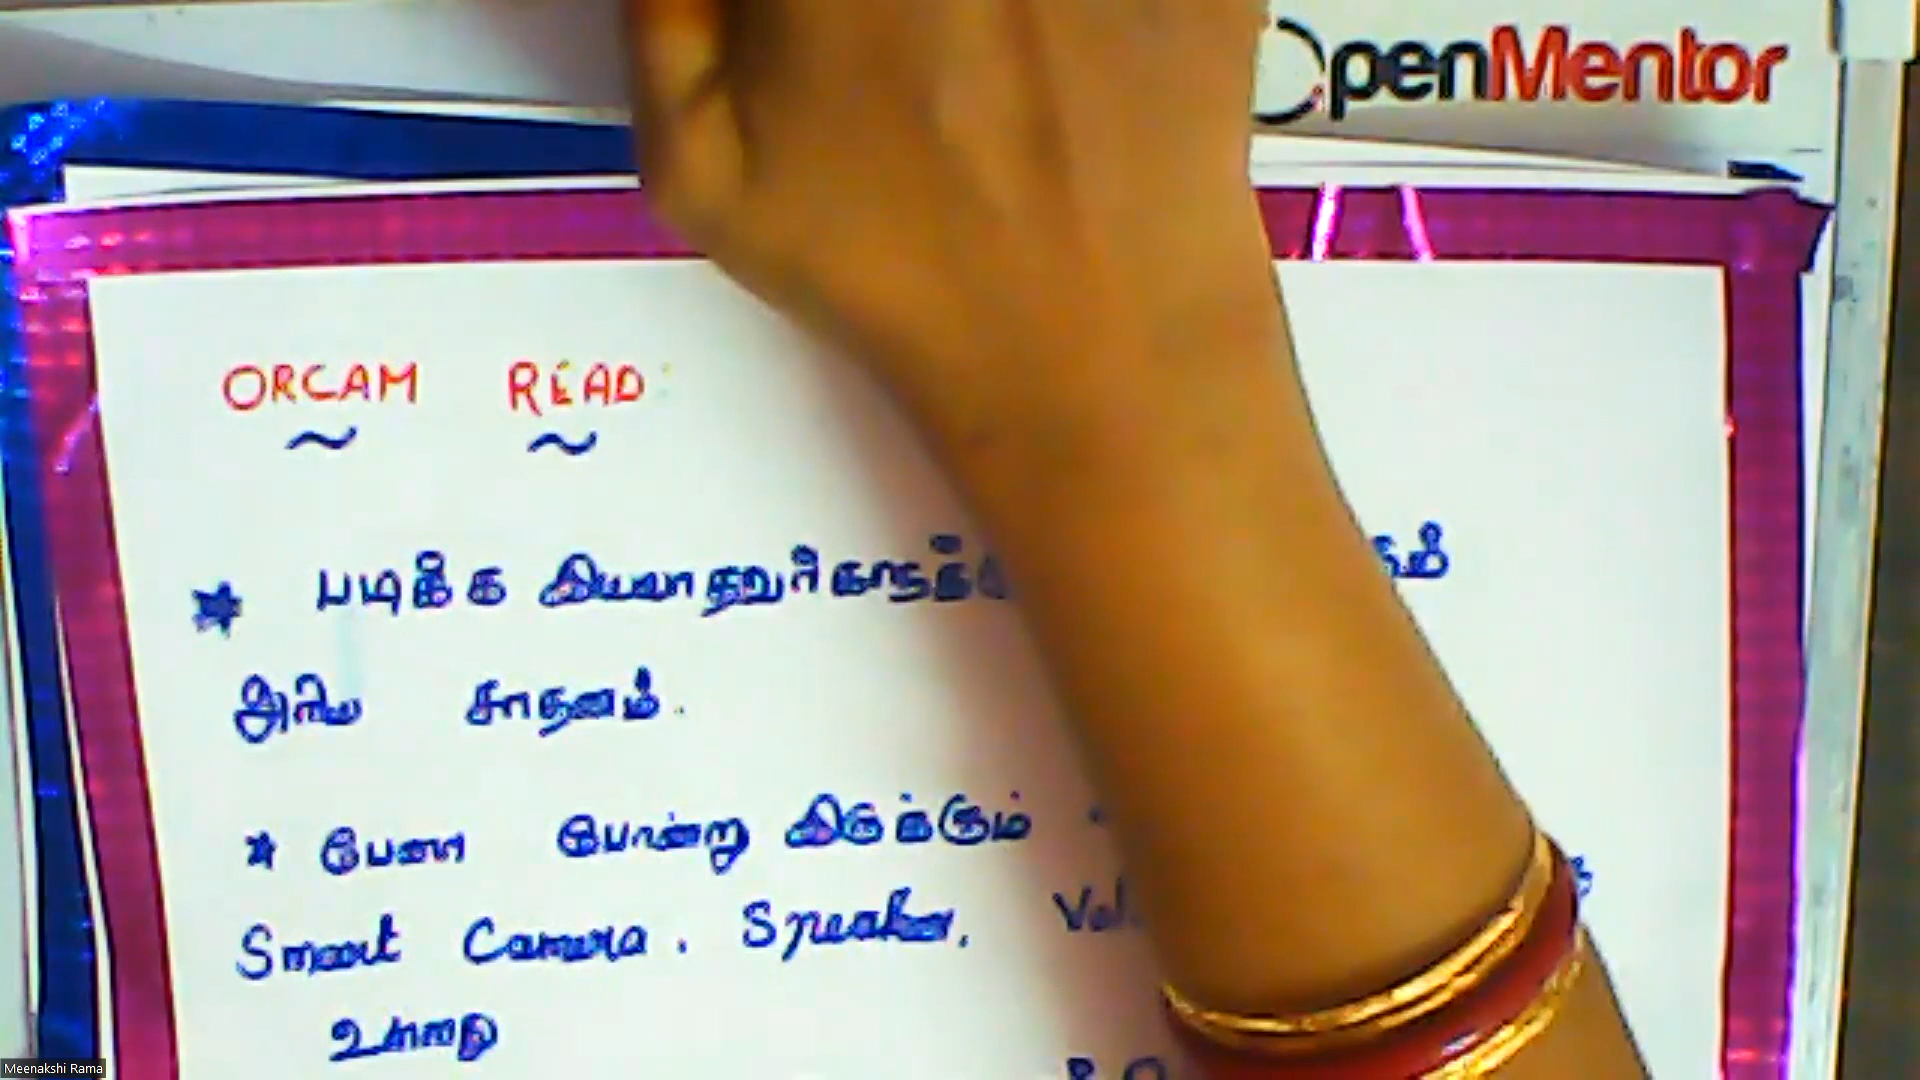 OpenMentor
ORCAM READ:
★ படிக்க இயலாதவர்களுக்கு
அரிய சாதனம்.
★ பேனா போன்று இருக்கும்
Smart Camera. Speaker,
உள்ளது
Meenakshi Rama